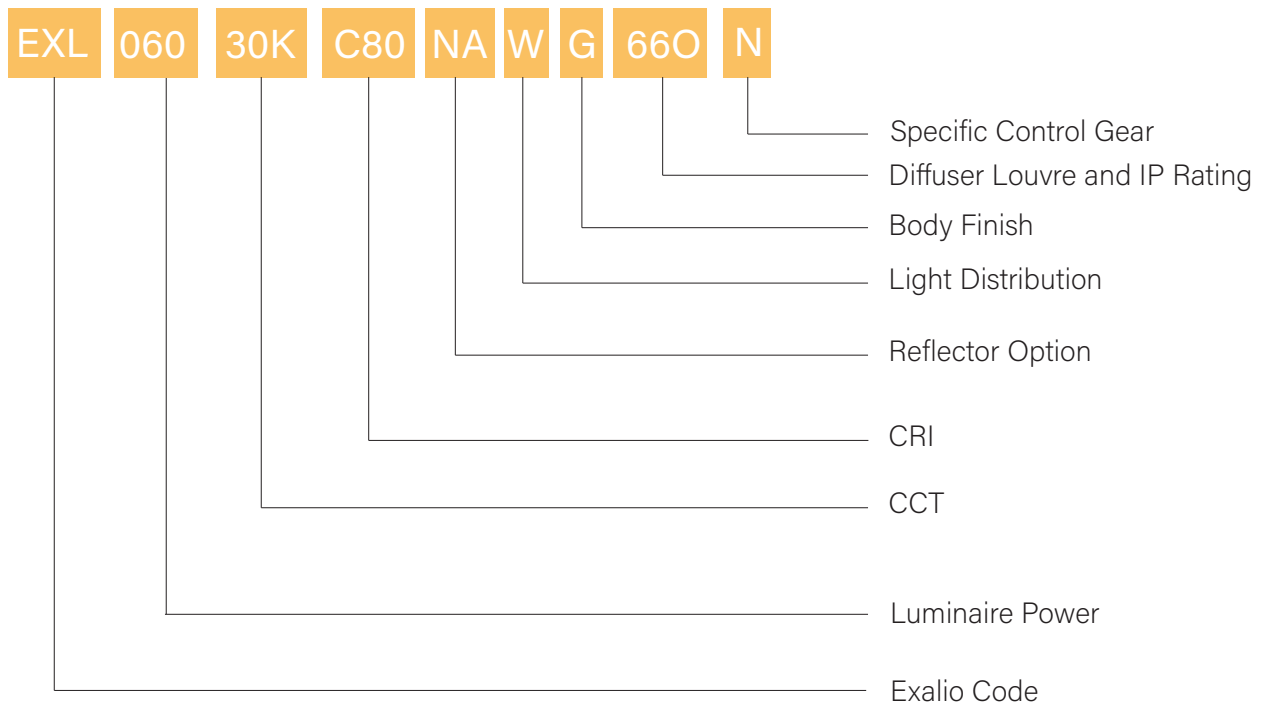 EXL 060 30K C80 NA W G 66O N
Specific Control Gear
Diffuser Louvre and IP Rating
Body Finish
Light Distribution
Reflector Option
CRI
CCT
Luminaire Power
Exalio Code